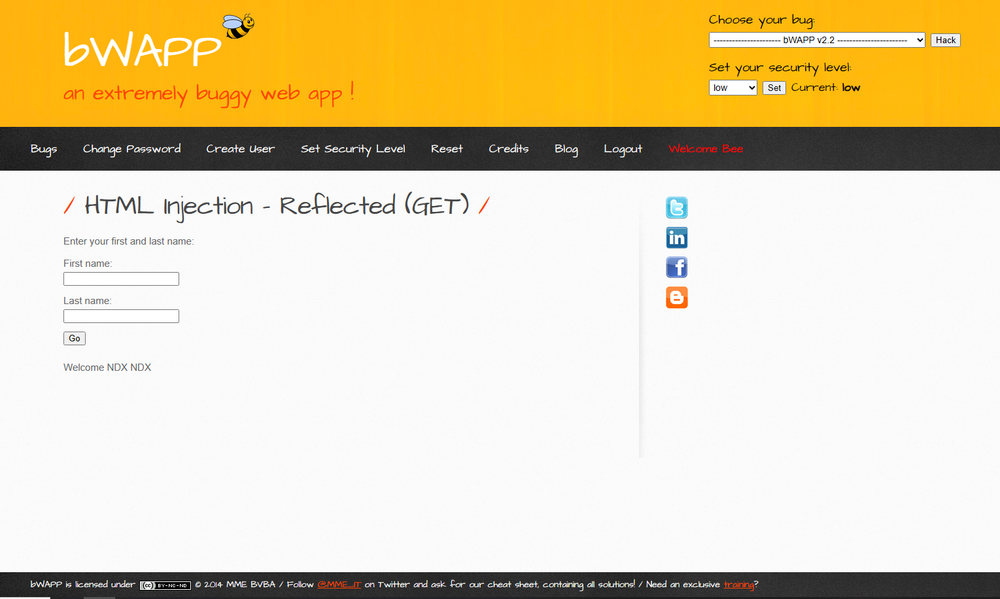 bWAPP
an extremely buggy web app !
Choose your bug:
---------------------- bWAPP v2.2 ----------------------- Hack
Set your security level:
low Set Current: low
Bugs Change Password Create User Set Security Level Reset Credits Blog Logout Welcome Bee
/ HTML Injection - Reflected (GET) /
Enter your first and last name:
First name:
Last name:
Go
Welcome NDX NDX
bWAPP is licensed under cc BY-NC-ND © 2014 MME BVBA / Follow @MME_IT on Twitter and ask for our cheat sheet, containing all solutions! / Need an exclusive training?